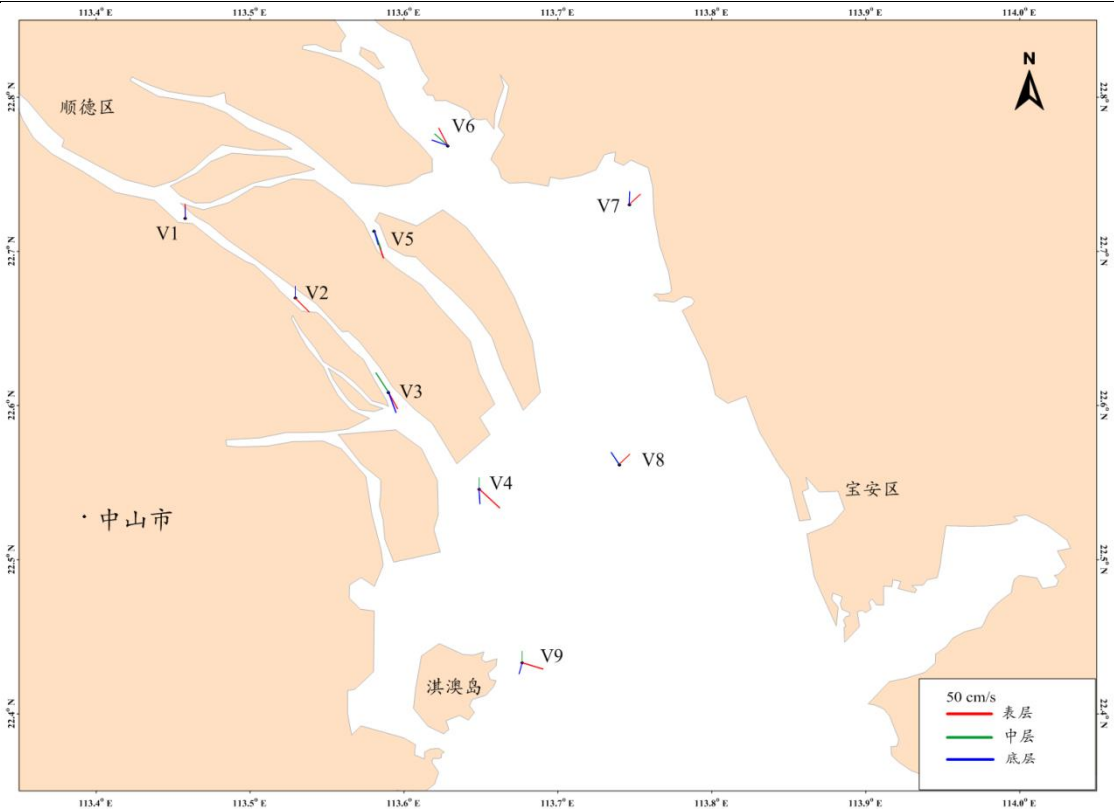 113.4° E 113.5° E 113.6° E 113.7° E 113.8° E 113.9° E 114.0° E
N
22.8° N
22.8° N
顺德区
V6
V7
V1
V5
22.7° N
22.7° N
V2
V3
22.6° N
22.6° N
V8
V4
宝安区
中山市
22.5° N
22.5° N
V9
淇澳岛
50 cm/s
表层
中层
底层
22.4° N
22.4° N
113.4° E 113.5° E 113.6° E 113.7° E 113.8° E 113.9° E 114.0° E